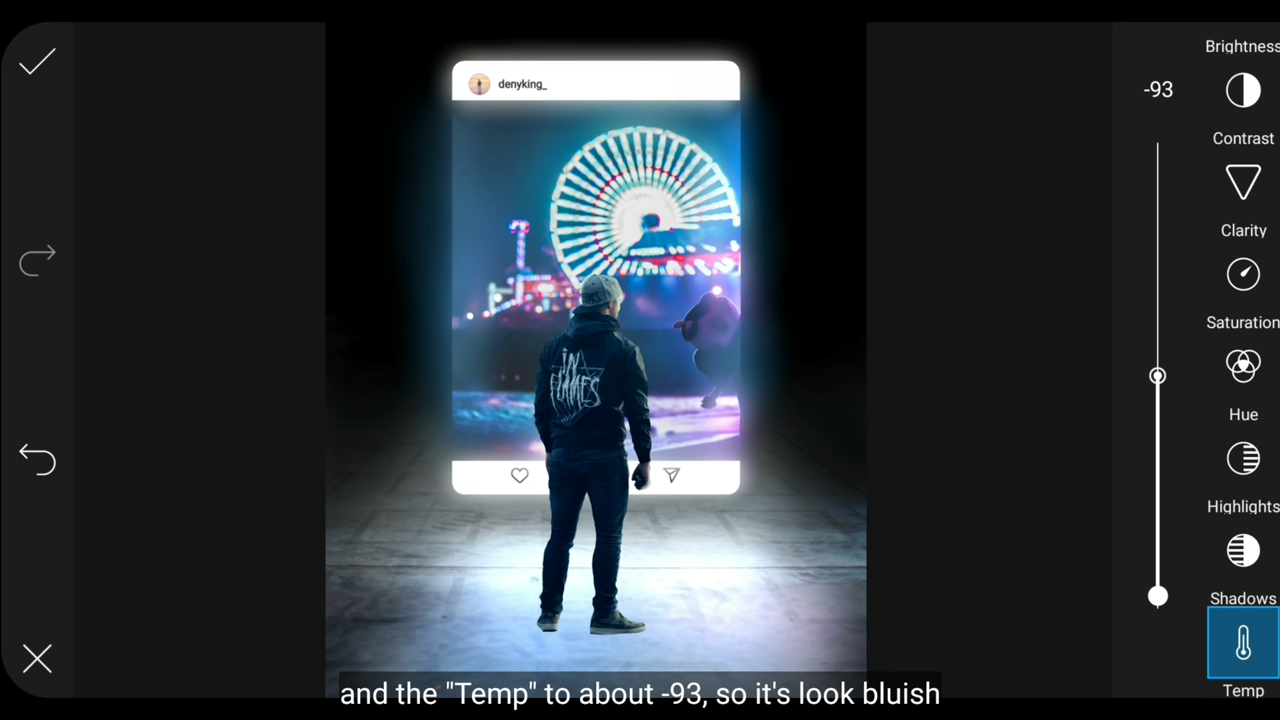 Brightness
-93
Contrast
Clarity
Saturation
Hue
Highlights
Shadows
Temp
denyking_
IN
FLAMES
and the "Temp" to about -93, so it's look bluish